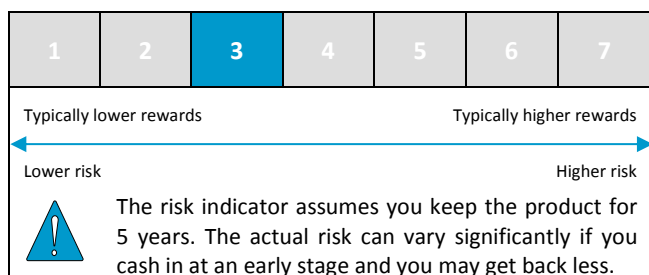 1 2 3 4 5 6 7
Typically lower rewards Typically higher rewards
Lower risk Higher risk
The risk indicator assumes you keep the product for
5 years. The actual risk can vary significantly if you
cash in at an early stage and you may get back less.